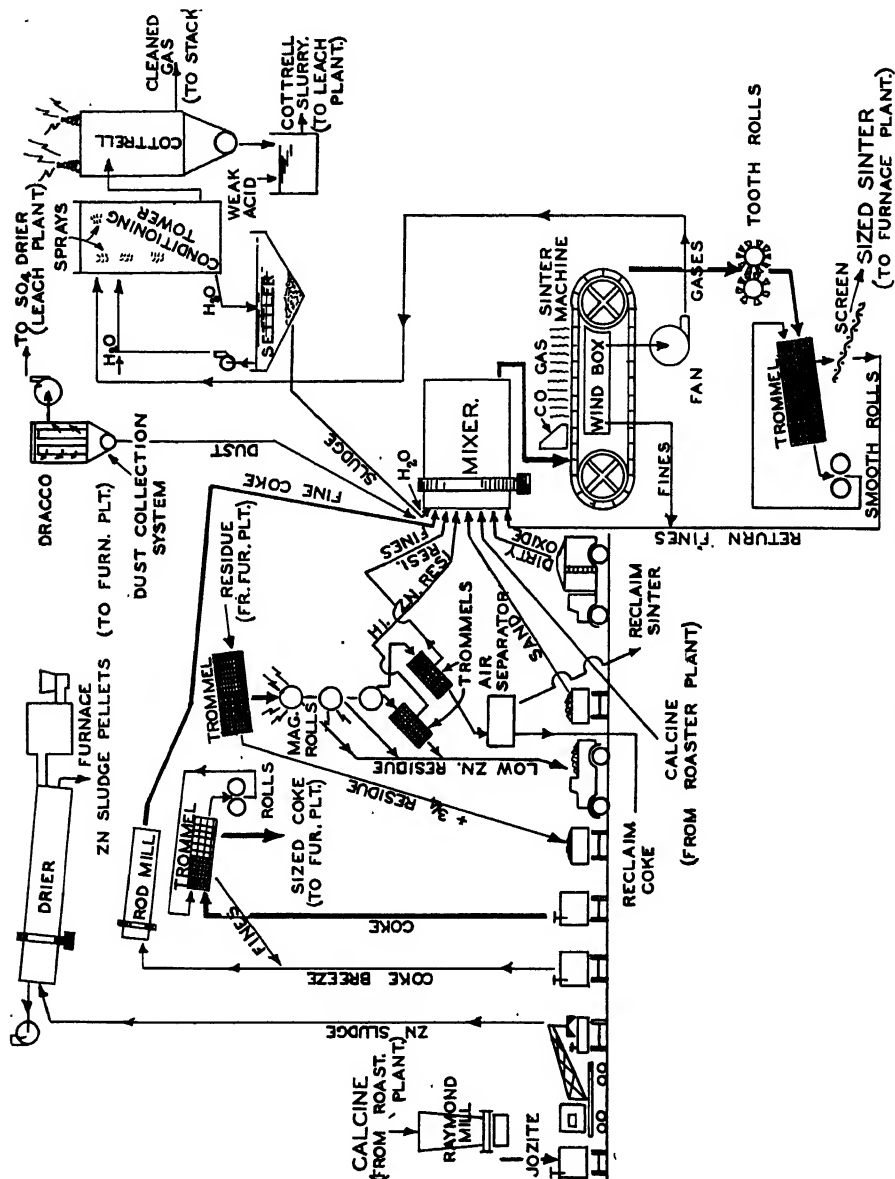 CLEANED
GAS
(TO STACK
COTTRELL
COTTRELL
SLURRY.
(TO LEACH
PLANT.)
WEAK
ACID
TO SO4 DRIER
(LEACH PLANT)
SPRAYS
CONDITIONING
TOWER
H2O
H2O
SETTLER
DRACCO
DUST COLLECTION
SYSTEM
DUST
SLUDGE
H2O
FINE COKE
MIXER.
CO GAS
SINTER
MACHINE
WIND BOX
FAN
GASES
FINES
TOOTH ROLLS
TROMMEL
SCREEN
SIZED SINTER
(TO FURNACE PLANT)
SMOOTH ROLLS
RETURN FINES
FURNACE
ZN SLUDGE PELLETS (TO FURN. PLT.)
DRIER
ROD MILL
TROMMEL
ROLLS
SIZED COKE
(TO FUR. PLT.)
FINES
RESIDUE
(FR. FUR. PLT.)
TROMMEL
MAG.
ROLLS
FINES
RESI.
HI. ZN. RESI
TROMMELS
AIR
SEPARATOR
LOW ZN. RESIDUE
+ 3/4 RESIDUE
SAND
DIRTY
OXIDE
RECLAIM
SINTER
CALCINE
(FROM ROASTER PLANT)
RECLAIM
COKE
COKE
COKE BREEZE
ZN SLUDGE
CALCINE
(FROM ROAST.
PLANT)
RAYMOND
MILL
JOZITE